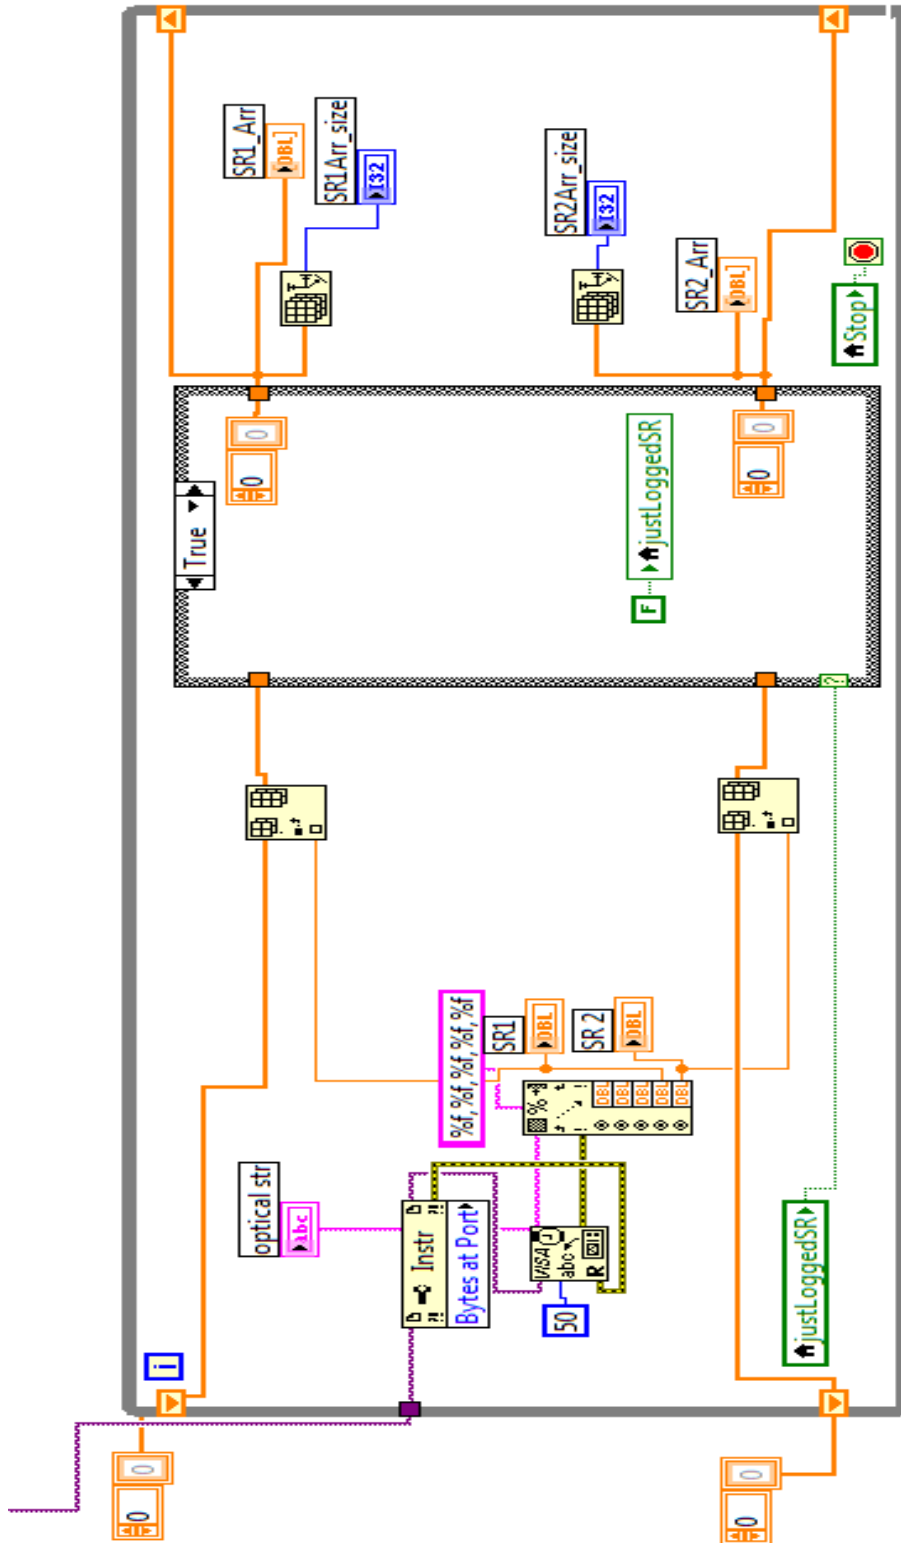 0
0
i
optical str
abc
Instr
Bytes at Port
%f, %f, %f, %f, %f
50
VISA
abc
R
SR1
DBL
SR 2
DBL
%
DBL
DBL
DBL
DBL
DBL
justLoggedSR
True
0
0
F
justLoggedSR
0
0
SR1_Arr
DBL]
SR1Arr_size
I32
SR2Arr_size
I32
SR2_Arr
DBL]
Stop
0
0
?